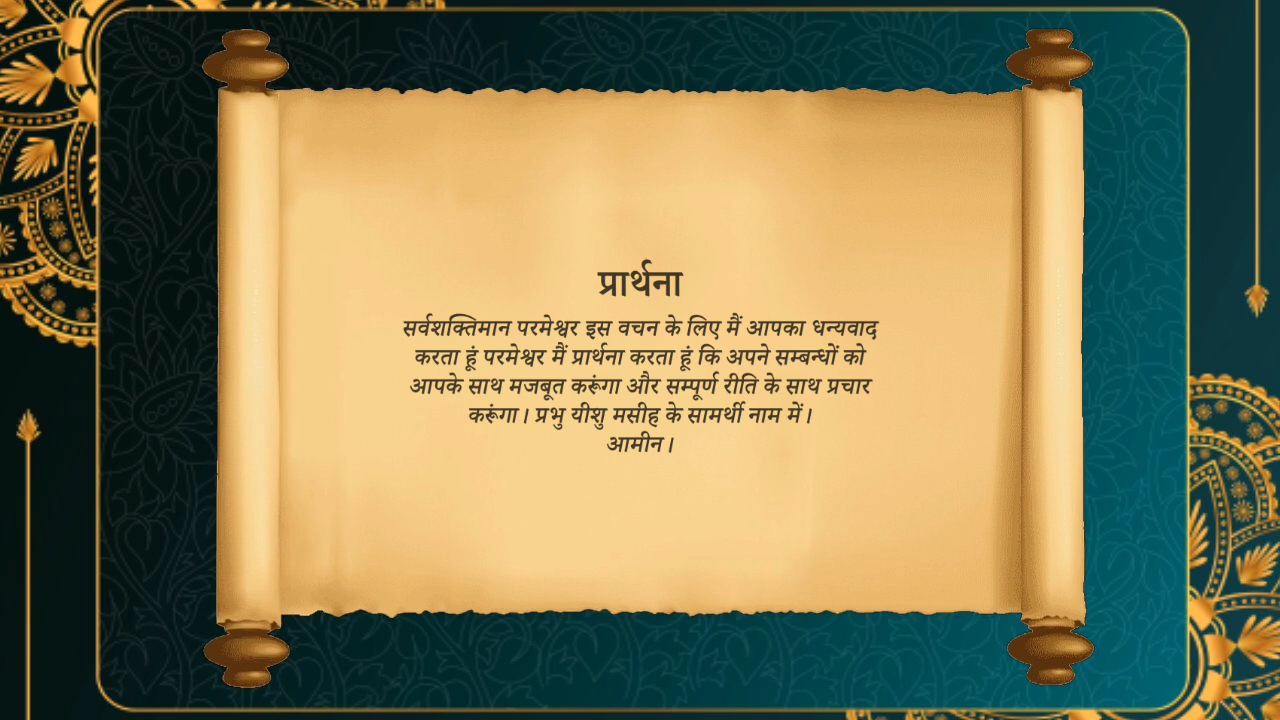 प्रार्थना
सर्वशक्तिमान परमेश्वर इस वचन के लिए मैं आपका धन्यवाद
करता हूं परमेश्वर मैं प्रार्थना करता हूं कि अपने सम्बन्धों को
आपके साथ मजबूत करूंगा और सम्पूर्ण रीति के साथ प्रचार
करूंगा। प्रभु यीशु मसीह के सामर्थी नाम में।
आमीन।